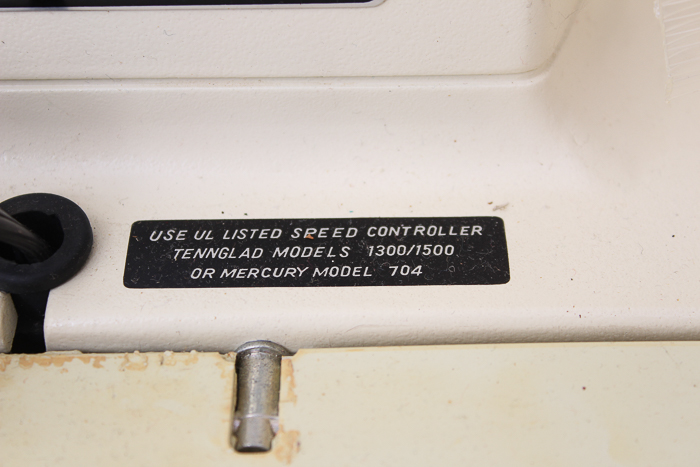 USE UL LISTED SPEED CONTROLLER
TENNGLAD MODELS 1300/1500
OR MERCURY MODEL 704